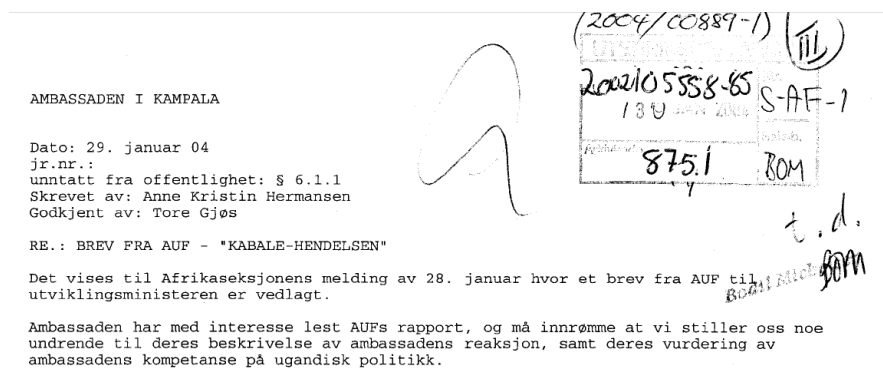 (2004/00889-1)
III
200210 5558-85
S-AF-1
JAN 2004
875.1
BOM
AMBASSADEN I KAMPALA
Dato: 29. januar 04
jr.nr.:
unntatt fra offentlighet: § 6.1.1
Skrevet av: Anne Kristin Hermansen
Godkjent av: Tore Gjøs
t.d.
BOM
RE.: BREV FRA AUF - "KABALE-HENDELSEN"
Det vises til Afrikaseksjonens melding av 28. januar hvor et brev fra AUF til
utviklingsministeren er vedlagt.
Ambassaden har med interesse lest AUFs rapport, og må innrømme at vi stiller oss noe
undrende til deres beskrivelse av ambassadens reaksjon, samt deres vurdering av
ambassadens kompetanse på ugandisk politikk.